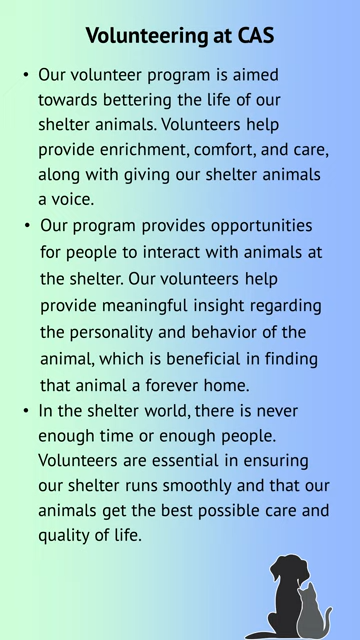 Volunteering at CAS
• Our volunteer program is aimed
towards bettering the life of our
shelter animals. Volunteers help
provide enrichment, comfort, and care,
along with giving our shelter animals
a voice.
• Our program provides opportunities
for people to interact with animals at
the shelter. Our volunteers help
provide meaningful insight regarding
the personality and behavior of the
animal, which is beneficial in finding
that animal a forever home.
• In the shelter world, there is never
enough time or enough people.
Volunteers are essential in ensuring
our shelter runs smoothly and that our
animals get the best possible care and
quality of life.